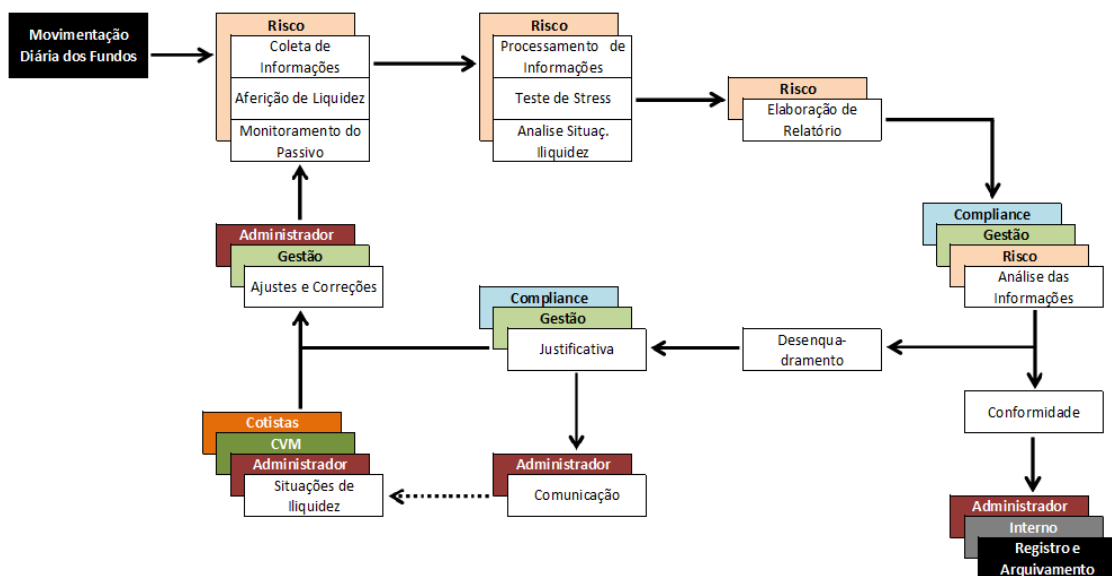 Movimentação
Diária dos Fundos
Risco
Coleta de
Informações
Aferição de Liquidez
Monitoramento do
Passivo
Risco
Processamento de
Informações
Teste de Stress
Analise Situaç.
Iliquidez
Risco
Elaboração de
Relatório
Compliance
Gestão
Risco
Análise das
Informações
Administrador
Gestão
Ajustes e Correções
Compliance
Gestão
Justificativa
Desenqua-
dramento
Conformidade
Cotistas
CVM
Administrador
Situações de
Iliquidez
Administrador
Comunicação
Administrador
Interno
Registro e
Arquivamento